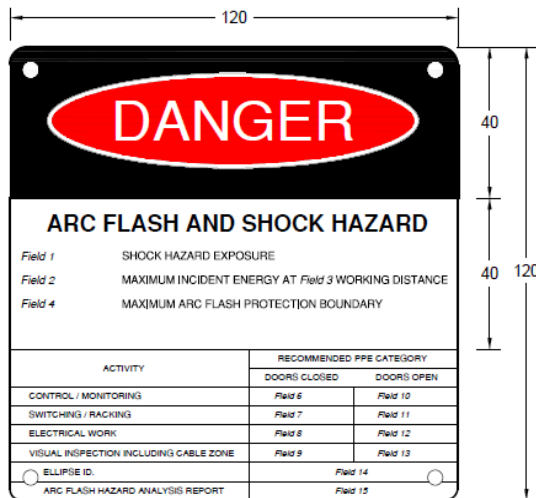 120
DANGER
40
ARC FLASH AND SHOCK HAZARD
Field 1 SHOCK HAZARD EXPOSURE
Field 2 MAXIMUM INCIDENT ENERGY AT Field 3 WORKING DISTANCE
40
120
Field 4 MAXIMUM ARC FLASH PROTECTION BOUNDARY
ACTIVITY
RECOMMENDED PPE CATEGORY
DOORS CLOSED DOORS OPEN
CONTROL / MONITORING Field 6 Field 10
SWITCHING / RACKING Field 7 Field 11
ELECTRICAL WORK Field 8 Field 12
VISUAL INSPECTION INCLUDING CABLE ZONE Field 9 Field 13
ELLIPSE ID. Field 14
ARC FLASH HAZARD ANALYSIS REPORT Field 15